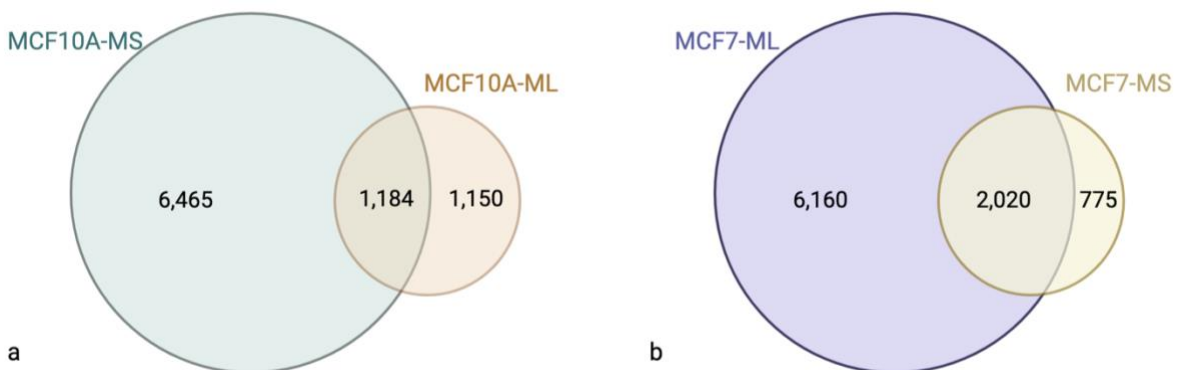 MCF10A-MS
MCF10A-ML
6,465
1,184
1,150
a
MCF7-ML
MCF7-MS
6,160
2,020
775
b